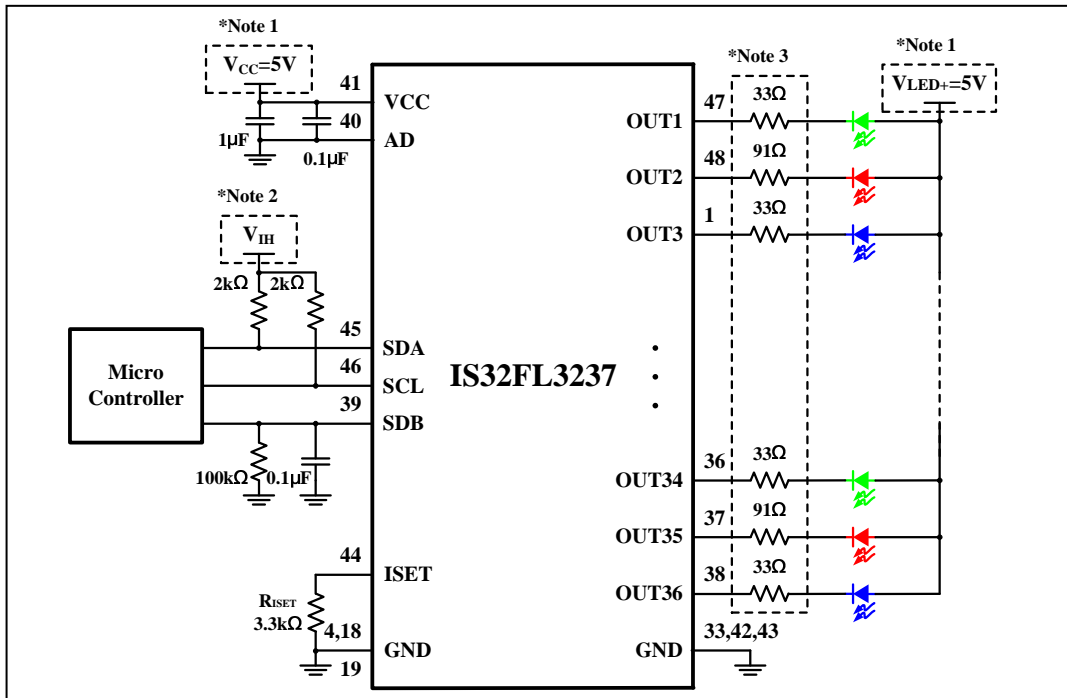 *Note 1
VCC=5V
41
VCC
1µF
40
AD
0.1µF
*Note 2
VIH
2kΩ
2kΩ
Micro
Controller
45
SDA
46
SCL
39
SDB
100kΩ
0.1µF
44
ISET
RISET
3.3kΩ
4,18
GND
19
IS32FL3237
*Note 3
*Note 1
VLED+=5V
47
33Ω
OUT1
48
91Ω
OUT2
1
33Ω
OUT3
36
33Ω
OUT34
37
91Ω
OUT35
38
33Ω
OUT36
33,42,43
GND